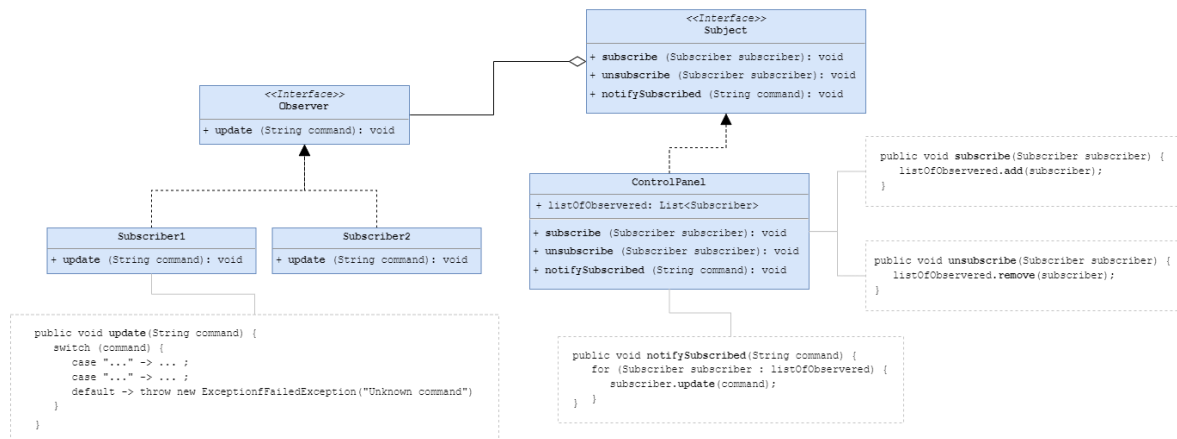 <<Interface>>
Subject
+ subscribe (Subscriber subscriber): void
+ unsubscribe (Subscriber subscriber): void
+ notifySubscribed (String command): void
<<Interface>>
Observer
+ update (String command): void
ControlPanel
+ listOfObservered: List<Subscriber>
+ subscribe (Subscriber subscriber): void
+ unsubscribe (Subscriber subscriber): void
+ notifySubscribed (String command): void
public void subscribe(Subscriber subscriber) {
listOfObservered.add(subscriber);
}
public void unsubscribe(Subscriber subscriber) {
listOfObservered.remove(subscriber);
}
Subscriber1
+ update (String command): void
Subscriber2
+ update (String command): void
public void update(String command) {
switch (command) {
case "..." -> ... ;
case "..." -> ... ;
default -> throw new ExceptionfFailedException("Unknown command")
}
}
public void notifySubscribed(String command) {
for (Subscriber subscriber : listOfObservered) {
subscriber.update(command);
}
}